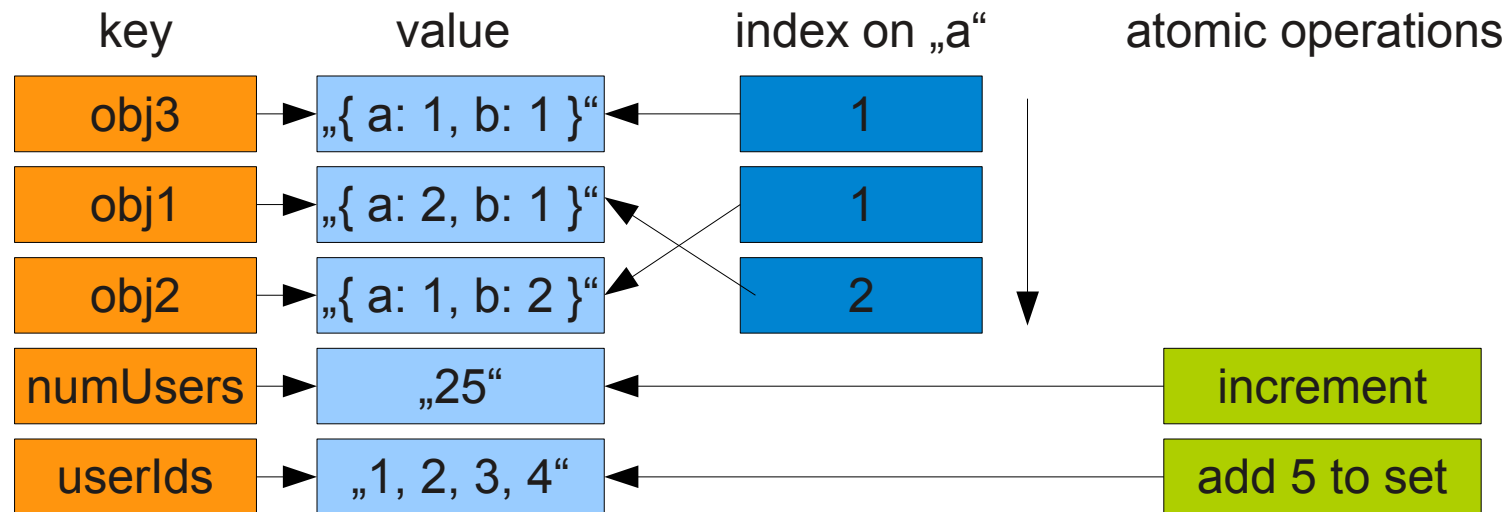 key value index on „a“ atomic operations
obj3 „{ a: 1, b: 1 }“ 1
obj1 „{ a: 2, b: 1 }“ 1
obj2 „{ a: 1, b: 2 }“ 2
numUsers „25“ increment
userIds „1, 2, 3, 4“ add 5 to set